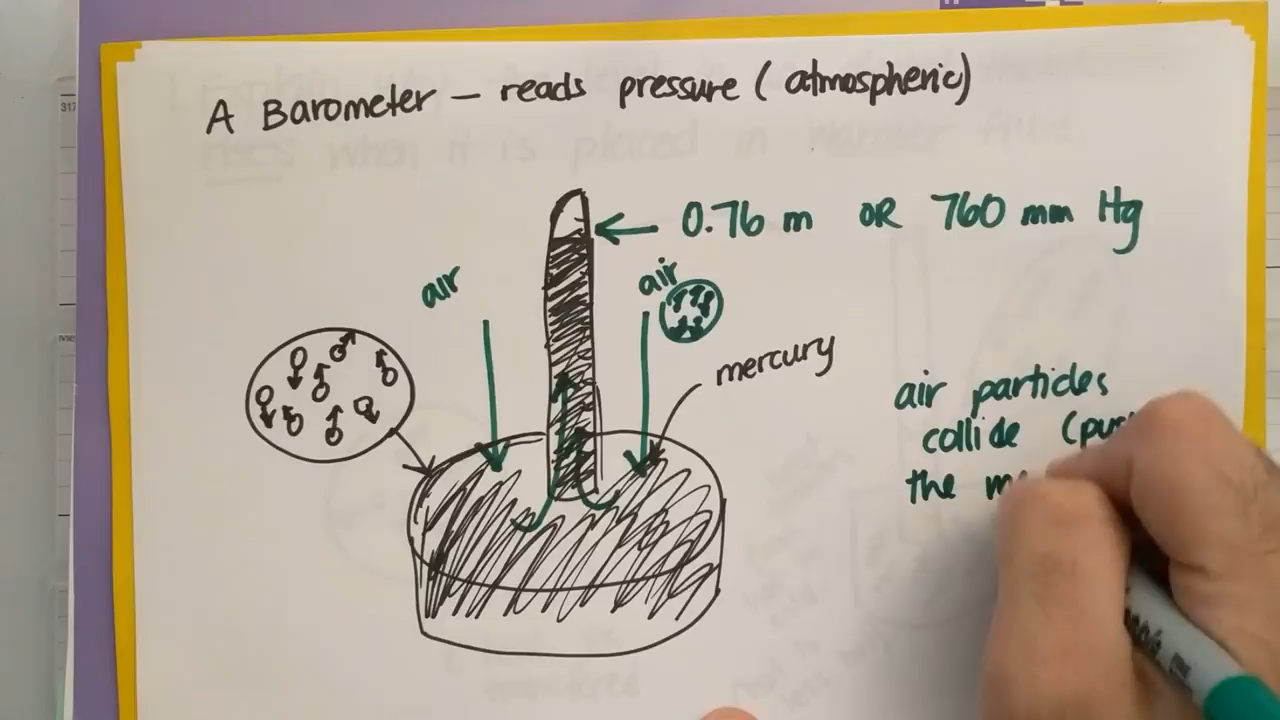 A Barometer — reads pressure (atmospheric)
0.76 m OR 760 mm Hg
air
air
mercury
air particles
collide
the